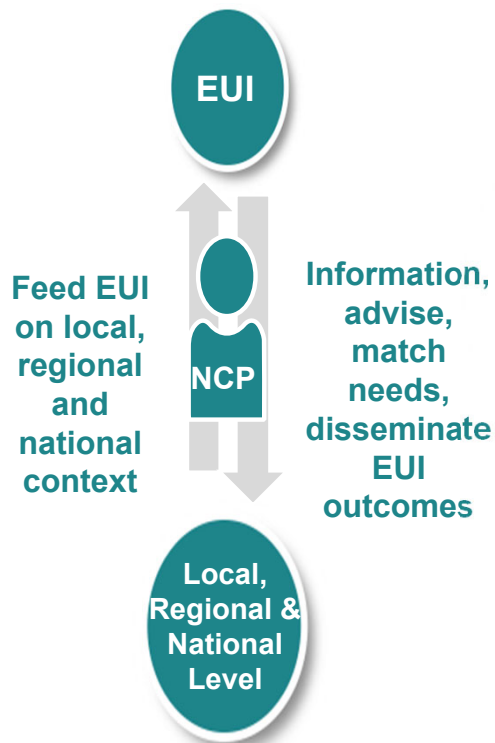 EUI
Feed EUI
on local,
regional
and
national
context
NCP
Information,
advise,
match
needs,
disseminate
EUI
outcomes
Local,
Regional &
National
Level